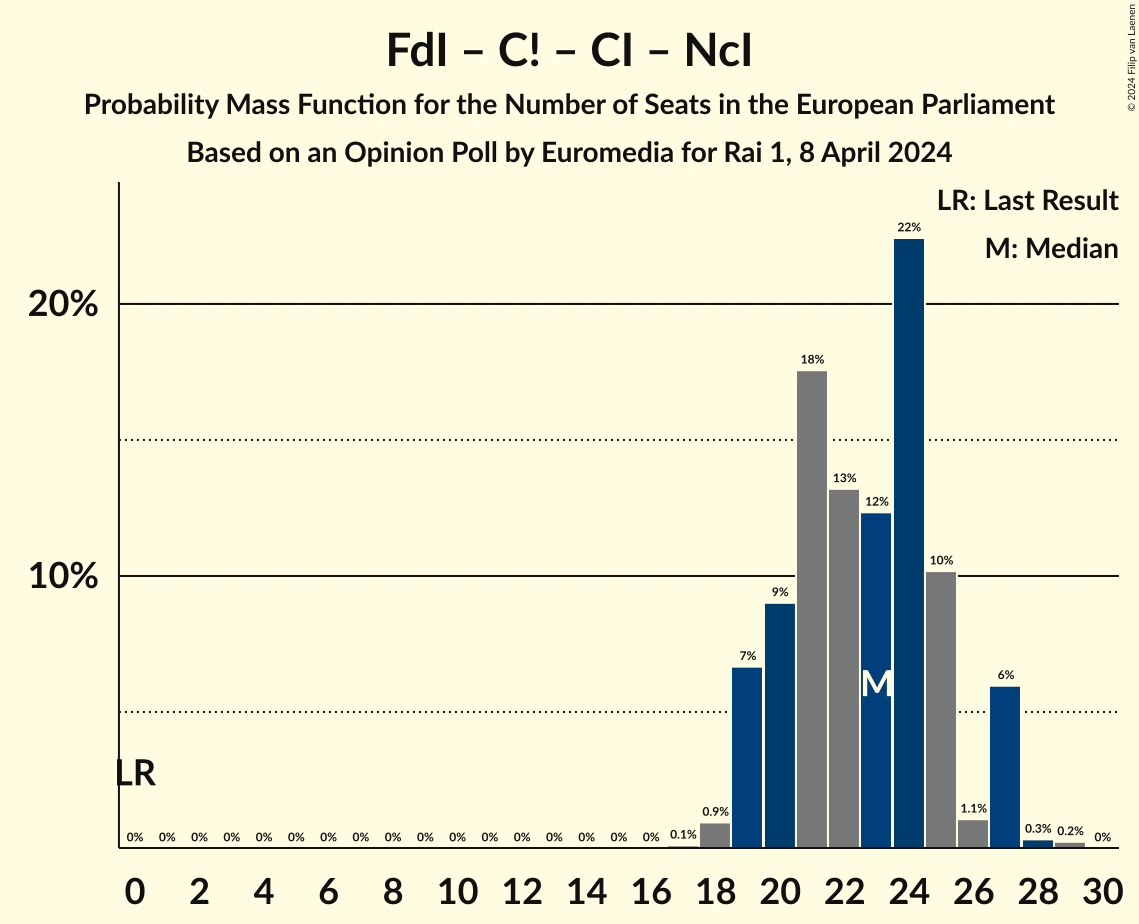 FdI – C! – CI – NcI
Probability Mass Function for the Number of Seats in the European Parliament
Based on an Opinion Poll by Euromedia for Rai 1, 8 April 2024
© 2024 Filip van Laenen
LR: Last Result
M: Median
22%
20%
18%
13%
12%
10%
10%
9%
7%
6%
M
LR
0% 0% 0% 0% 0% 0% 0% 0% 0% 0% 0% 0% 0% 0% 0% 0% 0% 0.1% 0.9% 1.1% 0.3% 0.2% 0%
0 2 4 6 8 10 12 14 16 18 20 22 24 26 28 30